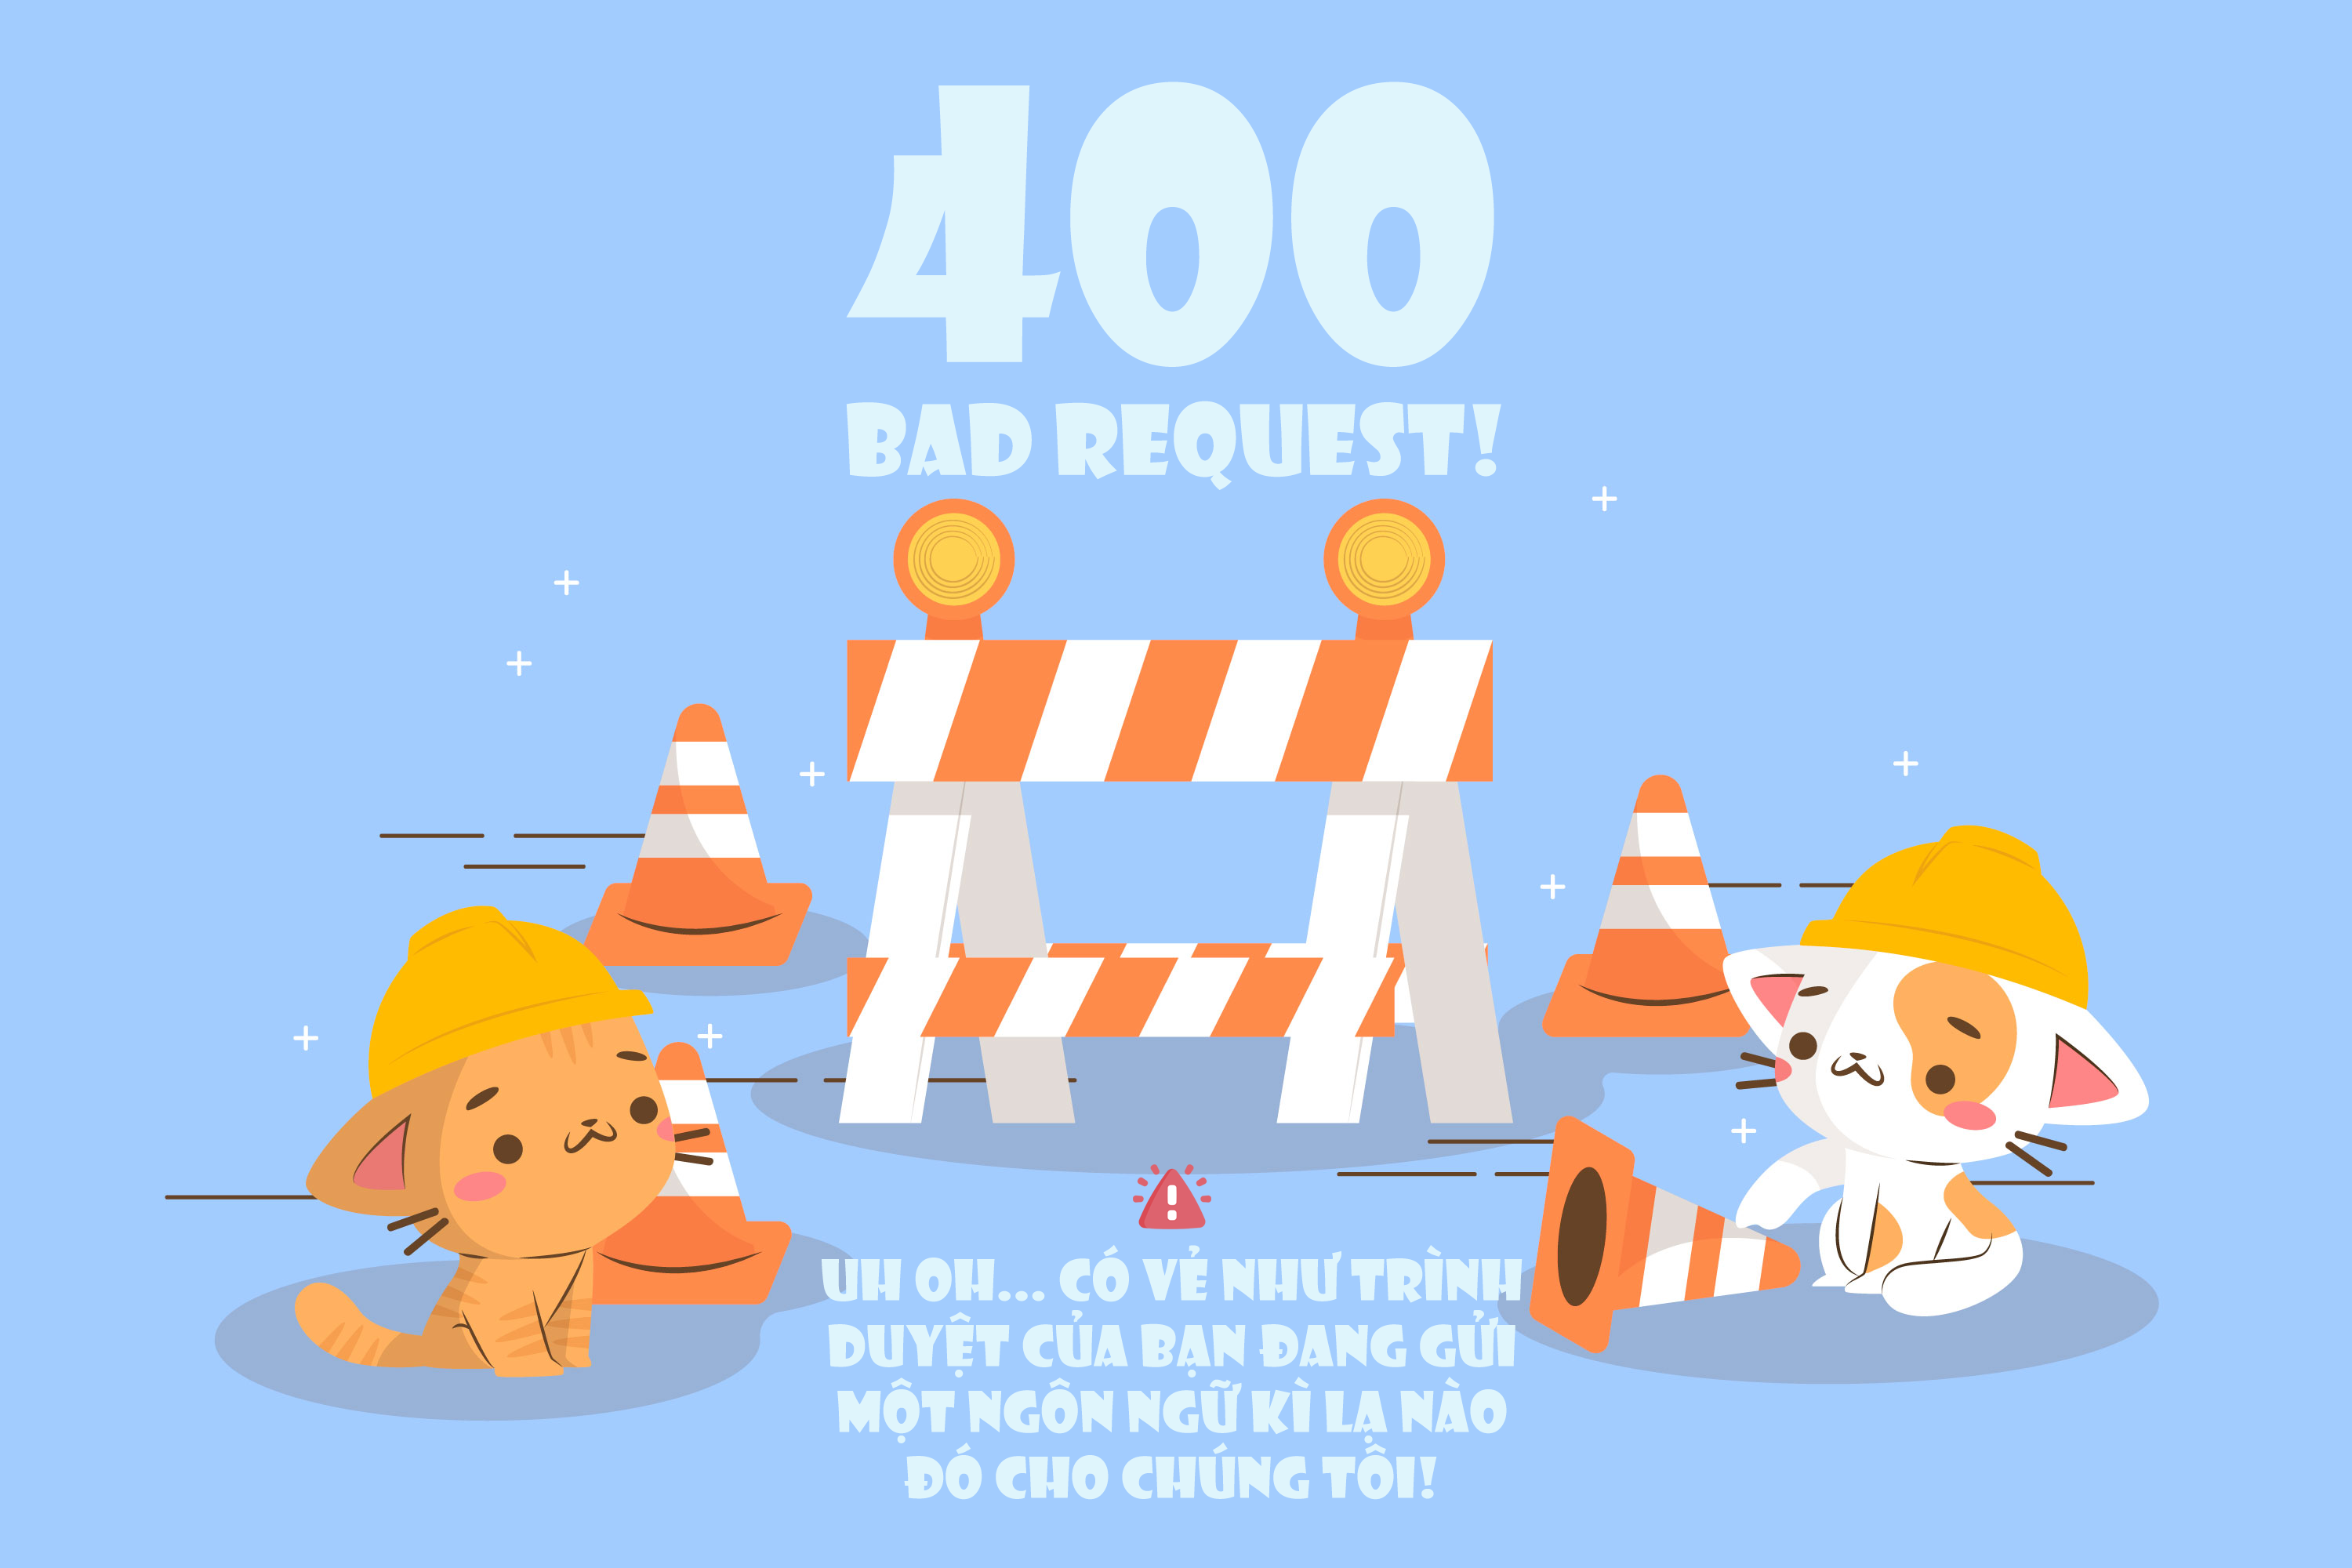 400
BAD REQUEST!
UH OH... CÓ VẺ NHƯ TRÌNH
DUYỆT CỦA BẠN ĐANG GỬI
MỘT NGÔN NGỮ KÌ LẠ NÀO
ĐÓ CHO CHÚNG TÔI!